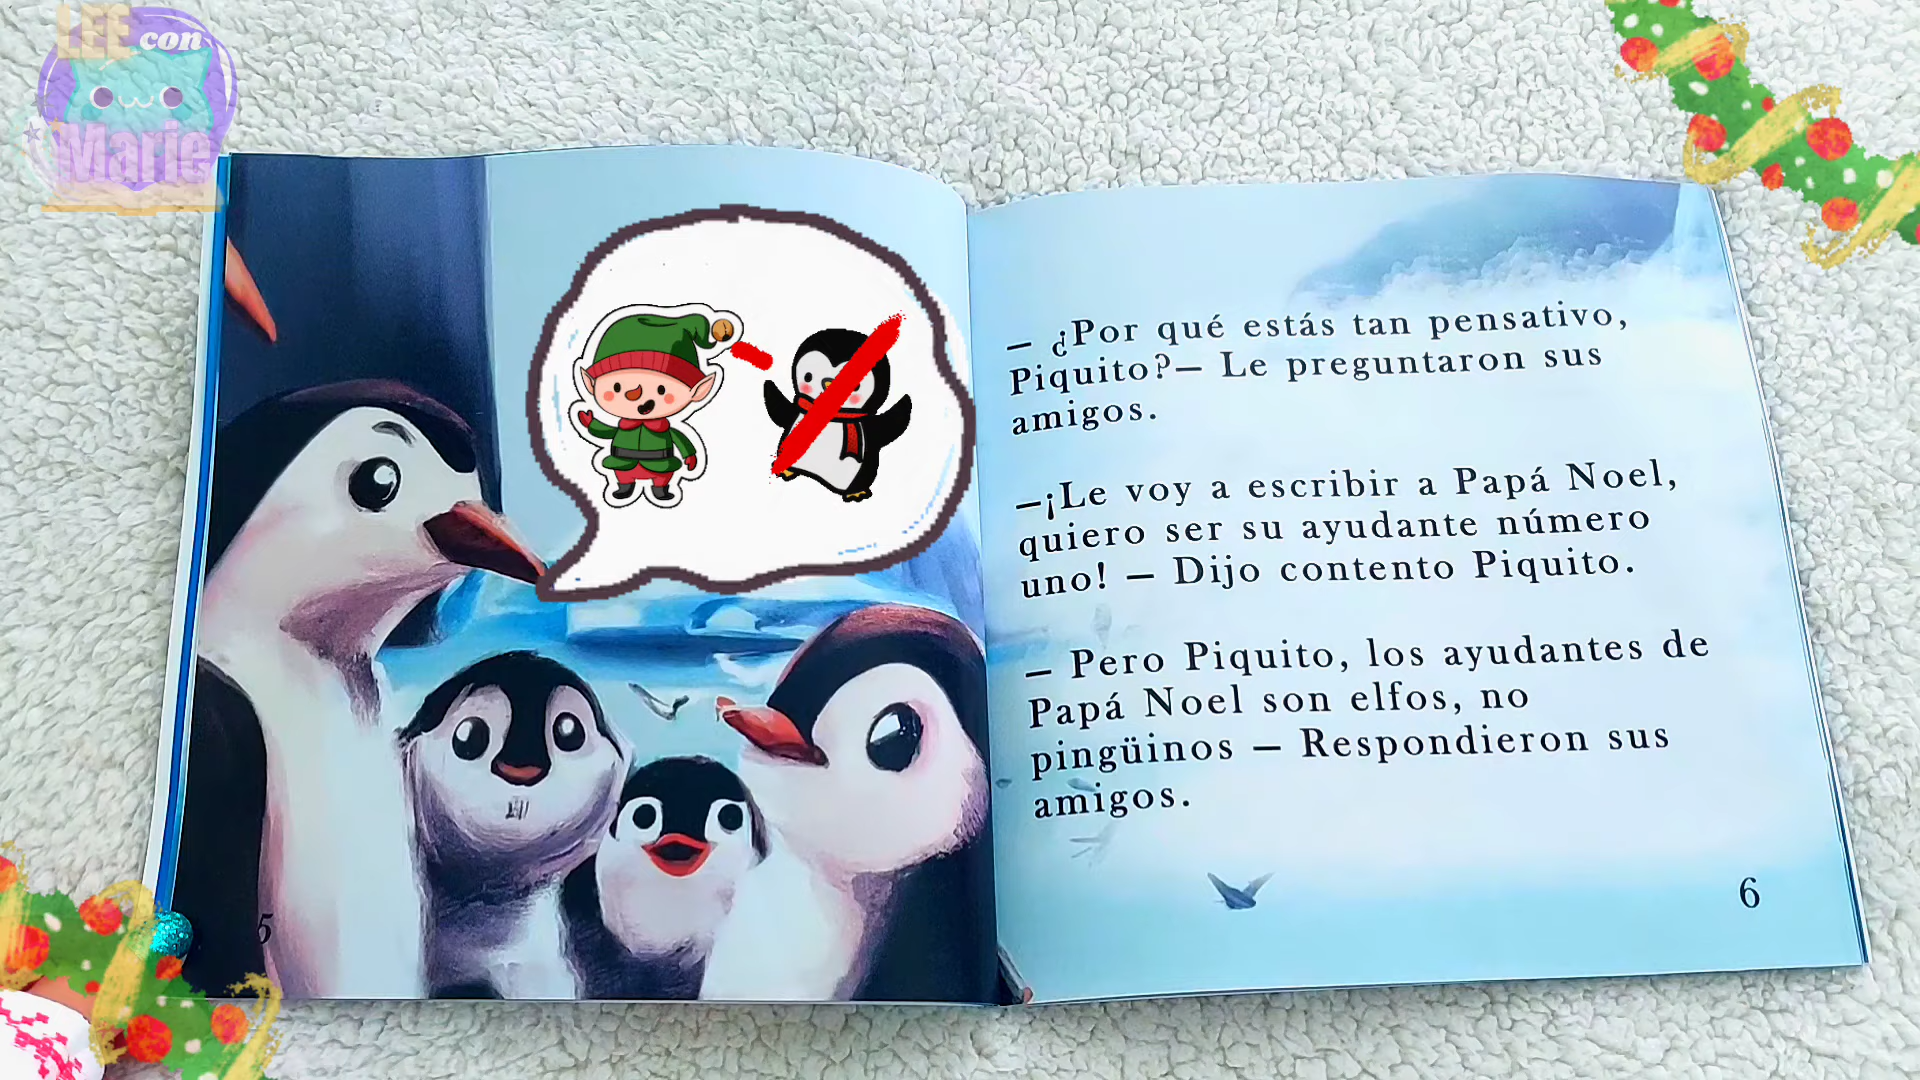 LEE con
Marie
— ¿Por qué estás tan pensativo,
Piquito?— Le preguntaron sus
amigos.
—¡Le voy a escribir a Papá Noel,
quiero ser su ayudante número
uno! — Dijo contento Piquito.
— Pero Piquito, los ayudantes de
Papá Noel son elfos, no
pingüinos — Respondieron sus
amigos.
5
6